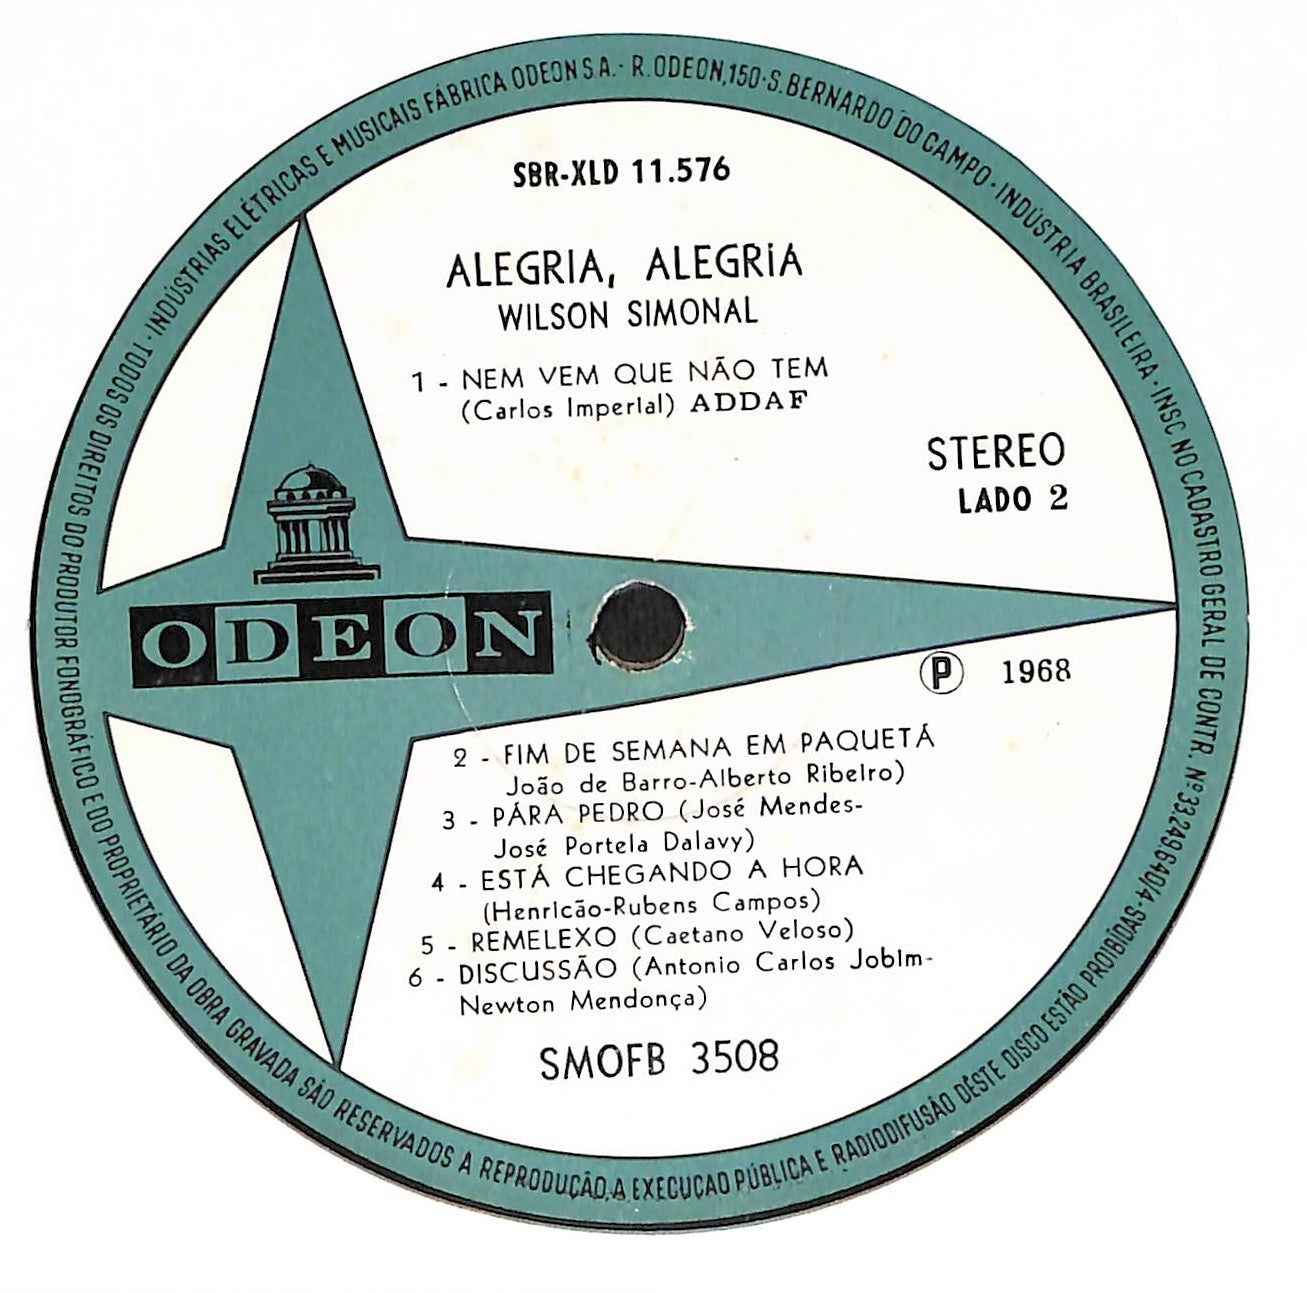 INDÚSTRIAS ELÉTRICAS E MUSICAIS FÁBRICA ODEON S.A. · R. ODEON, 150 · S. BERNARDO DO CAMPO · INDÚSTRIA BRASILEIRA · INSC NO CADASTRO GERAL DE CONTR. Nº 33.249.640/4 · SAS PROIBÍDAS ESTÃO DISCO DÊSTE RADIODIFUSÃO E PÚBLICA EXECUÇAO A REPRODUÇÃO, A RESERVADOS SÃO GRAVADA OBRA DA PROPRIETÁRIO DO E FONOGRÁFICO PRODUTOR DO DIREITOS OS TODOS
SBR-XLD 11.576
ALEGRIA, ALEGRIA
WILSON SIMONAL
1 - NEM VEM QUE NÃO TEM
(Carlos Imperial) ADDAF
STEREO
LADO 2
ODEON
P 1968
2 - FIM DE SEMANA EM PAQUETÁ
João de Barro-Alberto Ribeiro)
3 - PÁRA PEDRO (José Mendes-
José Portela Dalavy)
4 - ESTÁ CHEGANDO A HORA
(Henricão-Rubens Campos)
5 - REMELEXO (Caetano Veloso)
6 - DISCUSSÃO (Antonio Carlos Jobim-
Newton Mendonça)
SMOFB 3508